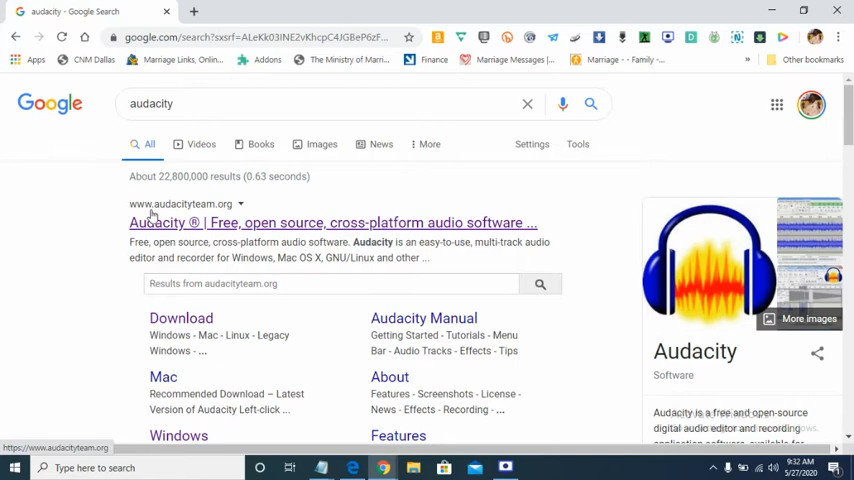 audacity - Google Search
google.com/search?sxsrf=ALeKk03INE2vKhcpCP7EFz6P...
Apps CNM Dallas Marriage Links, Onlin... Addons The Ministry of Marri... Finance Marriage Messages |... Marriage - - Family -... » Other bookmarks
Google
audacity
All Videos Books Images News More Settings Tools
About 22,800,000 results (0.63 seconds)
www.audacityteam.org
Audacity ® | Free, open source, cross-platform audio software ...
Free, open source, cross-platform audio software. Audacity is an easy-to-use, multi-track audio
editor and recorder for Windows, Mac OS X, GNU/Linux and other ...
Results from audacityteam.org
Download
Windows - Mac - Linux - Legacy
Windows - ...
Audacity Manual
Getting Started - Tutorials - Menu
Bar - Audio Tracks - Effects - Tips
Mac
Recommended Download – Latest
Version of Audacity Left-click ...
About
Features - Screenshots - License -
News - Effects - Recording - ...
Windows
Features
More images
Audacity
Software
Audacity is a free and open-source
digital audio editor and recording
application software, available for
https://www.audacityteam.org
Type here to search
9:32 AM
5/27/2020